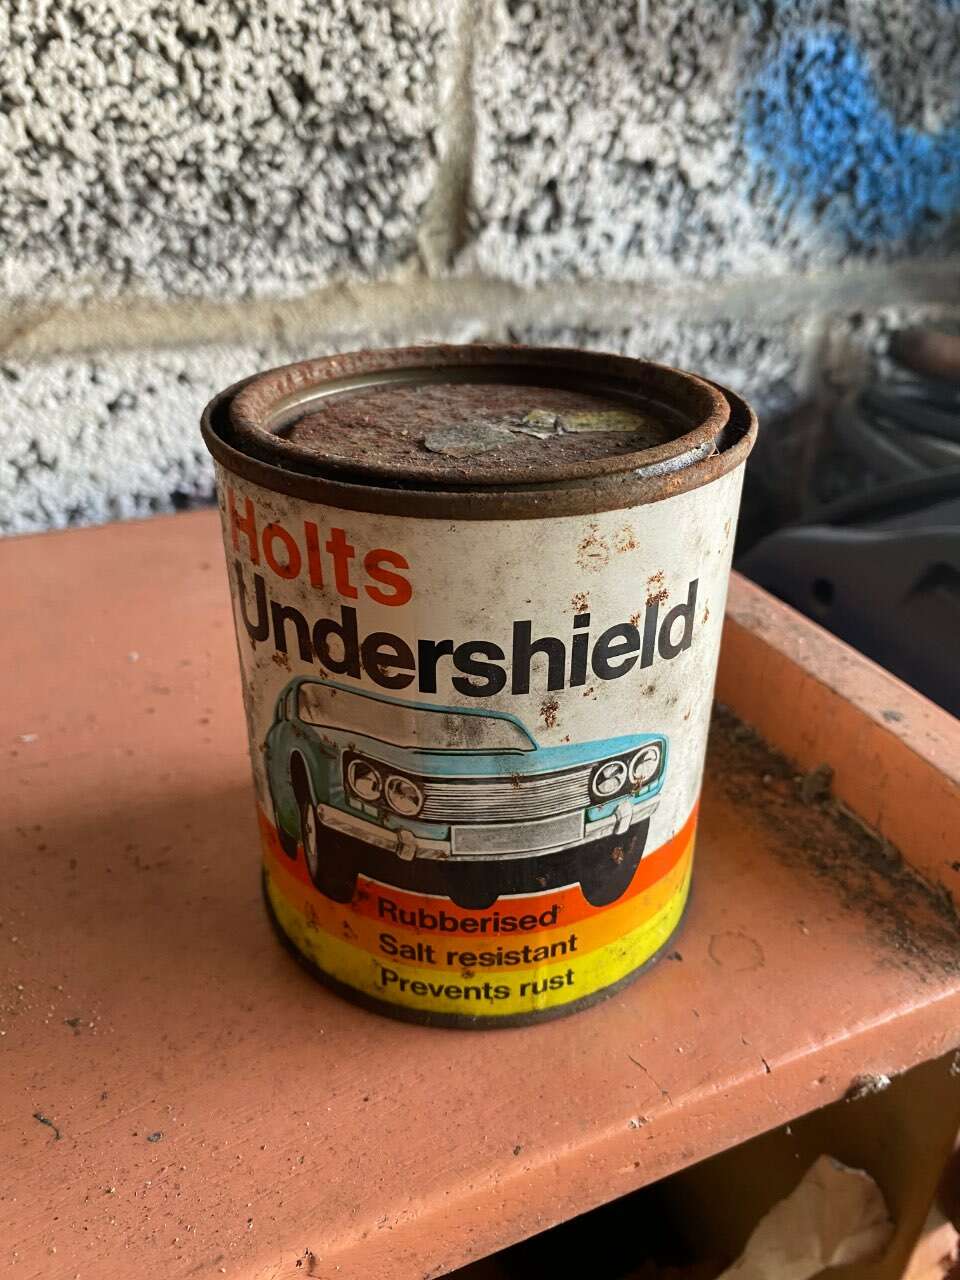 Holts
Undershield
Rubberised
Salt resistant
Prevents rust